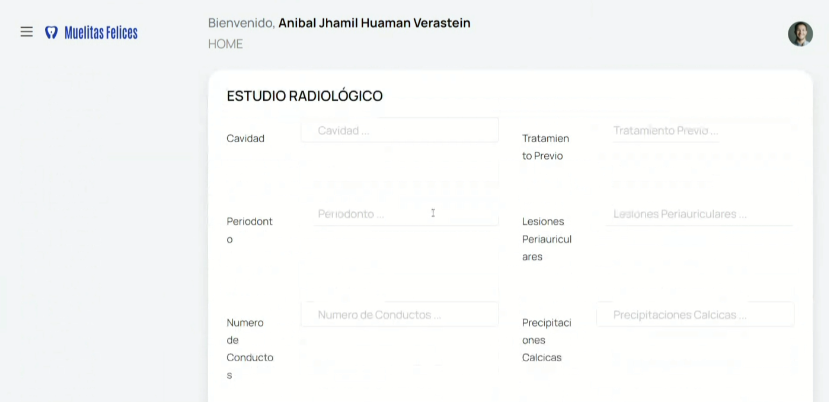 Muelitas Felices
Bienvenido, Anibal Jhamil Huaman Verastein
HOME
ESTUDIO RADIOLÓGICO
Cavidad
Cavidad ...
Tratamien
to Previo
Tratamiento Previo ...
Periodont
o
Periodonto ...
Lesiones
Periauricul
ares
Lesiones Periauriculares ...
Numero
de
Conducto
s
Numero de Conductos ...
Precipitaci
ones
Calcicas
Precipitaciones Calcicas ...